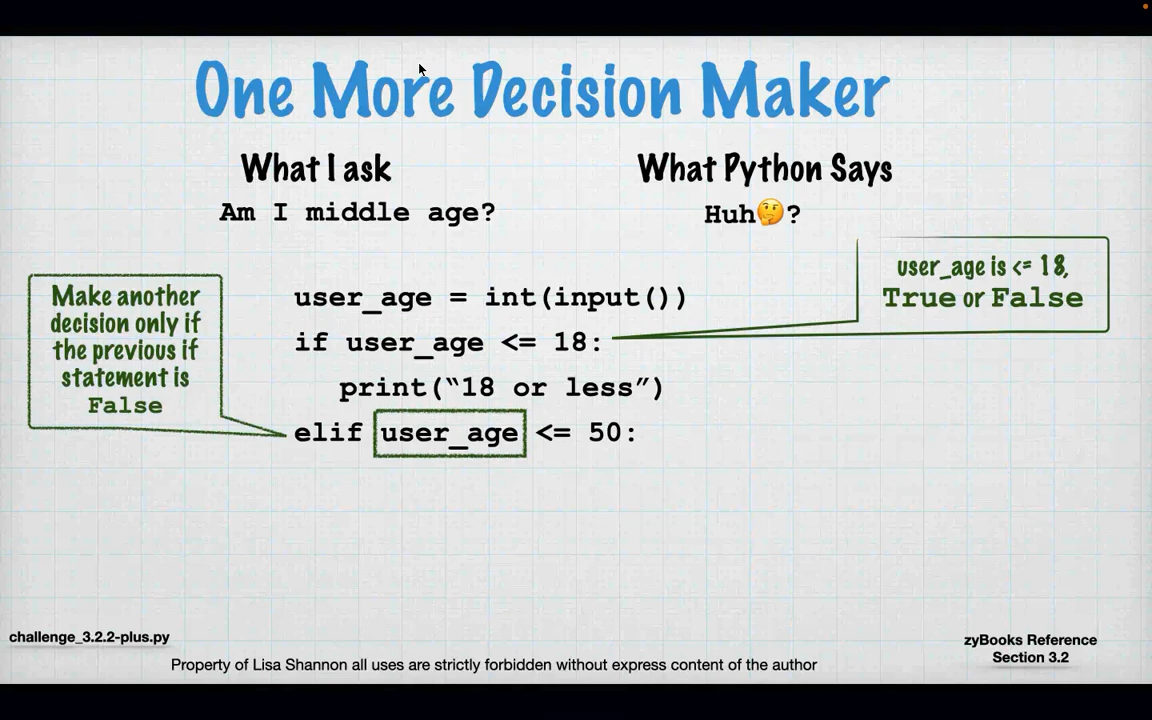 One More Decision Maker
What I ask
Am I middle age?
What Python Says
Huh🤔?
user_age is <= 18,
True or False
Make another
decision only if
the previous if
statement is
False
user_age = int(input())
if user_age <= 18:
print(“18 or less”)
elif user_age <= 50:
challenge_3.2.2-plus.py
zyBooks Reference
Section 3.2
Property of Lisa Shannon all uses are strictly forbidden without express content of the author